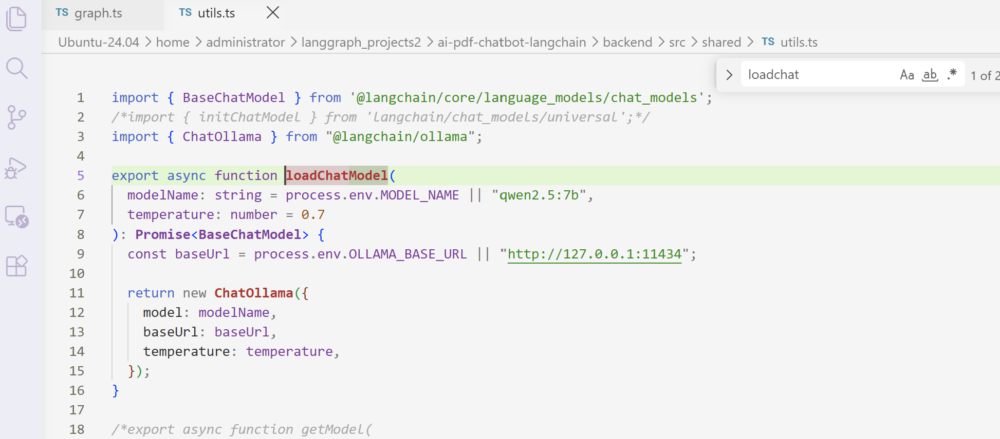 TS graph.ts
TS utils.ts
Ubuntu-24.04 > home > administrator > langgraph_projects2 > ai-pdf-chatbot-langchain > backend > src > shared > TS utils.ts
loadchat Aa ab .* 1 of 2
1 import { BaseChatModel } from '@langchain/core/language_models/chat_models';
2 /*import { initChatModel } from 'langchain/chat_models/universal';*/
3 import { ChatOllama } from "@langchain/ollama";
4
5 export async function loadChatModel(
6   modelName: string = process.env.MODEL_NAME || "qwen2.5:7b",
7   temperature: number = 0.7
8 ): Promise<BaseChatModel> {
9   const baseUrl = process.env.OLLAMA_BASE_URL || "http://127.0.0.1:11434";
10
11   return new ChatOllama({
12     model: modelName,
13     baseUrl: baseUrl,
14     temperature: temperature,
15   });
16 }
17
18 /*export async function getModel(